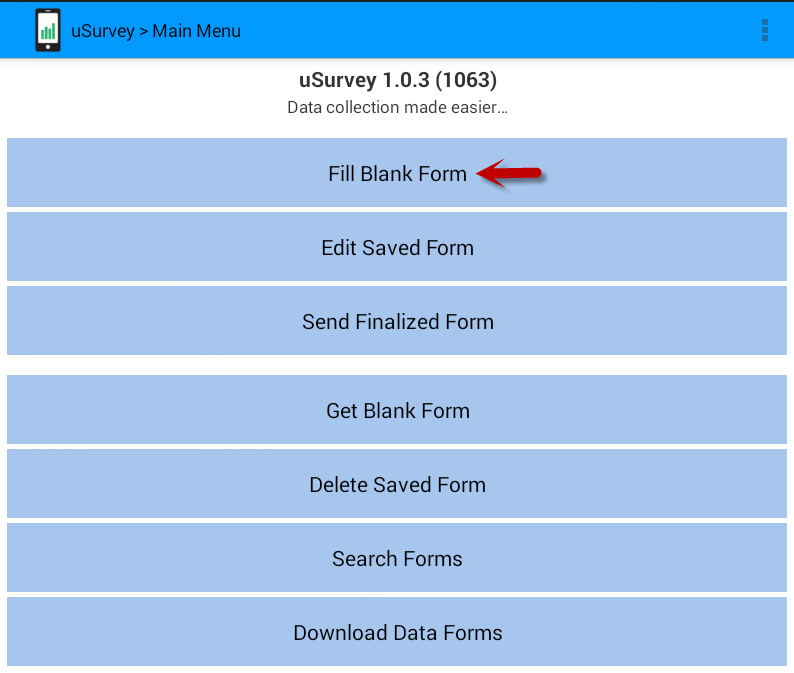 uSurvey > Main Menu
uSurvey 1.0.3 (1063)
Data collection made easier...
Fill Blank Form
Edit Saved Form
Send Finalized Form
Get Blank Form
Delete Saved Form
Search Forms
Download Data Forms